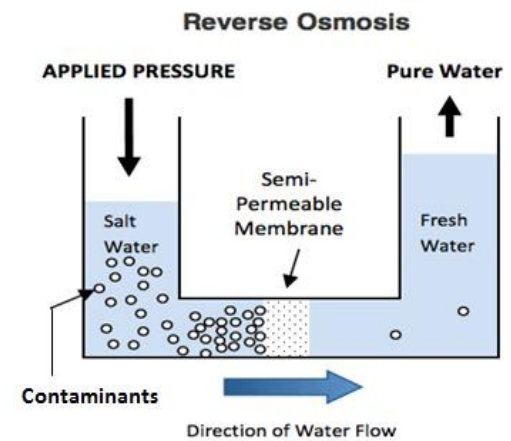 Reverse Osmosis
APPLIED PRESSURE
Pure Water
Salt
Water
Semi-
Permeable
Membrane
Fresh
Water
Contaminants
Direction of Water Flow